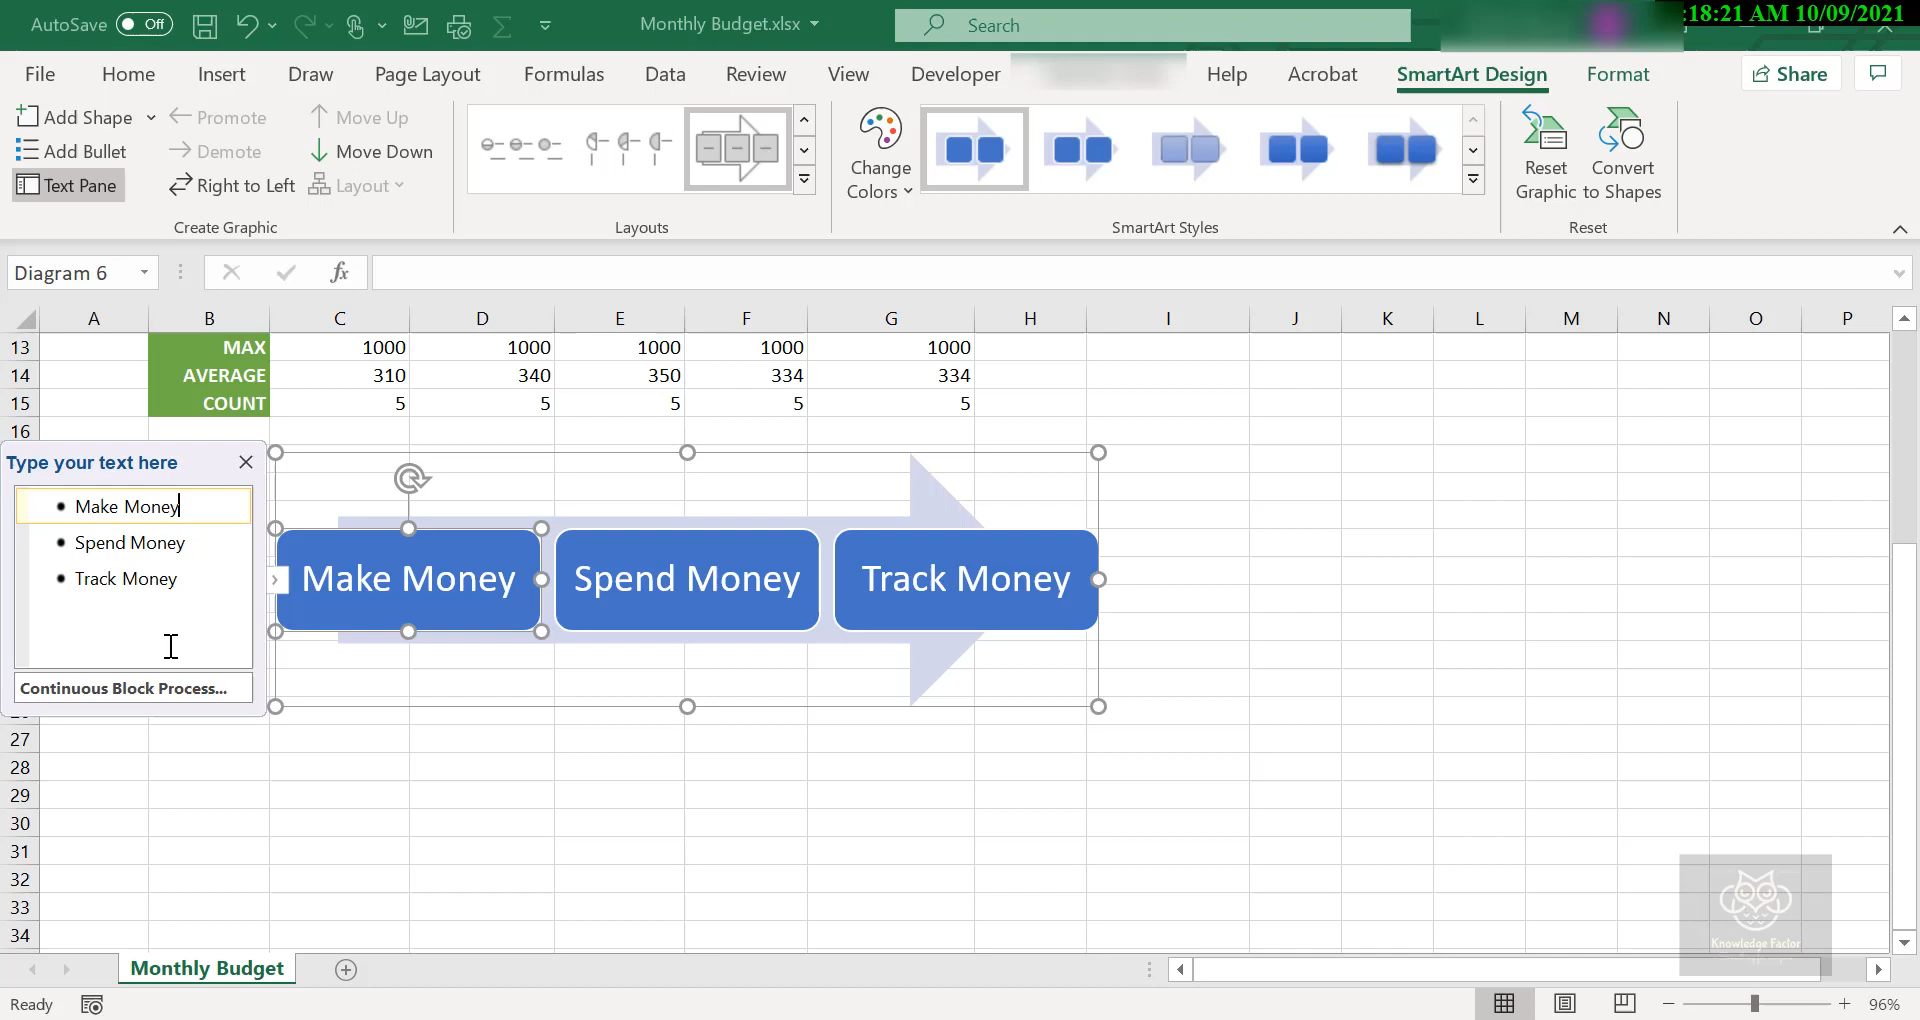 AutoSave Off Monthly Budget.xlsx Search :18:21 AM 10/09/2021
File Home Insert Draw Page Layout Formulas Data Review View Developer Help Acrobat SmartArt Design Format Share
Add Shape Promote Move Up
Add Bullet Demote Move Down
Text Pane Right to Left Layout
Create Graphic
Layouts
Change
Colors
SmartArt Styles
Reset
Graphic
Convert
to Shapes
Reset
Diagram 6 fx
A B C D E F G H I J K L M N O P
13 MAX 1000 1000 1000 1000 1000
14 AVERAGE 310 340 350 334 334
15 COUNT 5 5 5 5 5
16
Type your text here
Make Money
Spend Money
Track Money
Continuous Block Process...
Make Money Spend Money Track Money
27
28
29
30
31
32
33
34
Knowledge Factor
Monthly Budget
Ready 96%